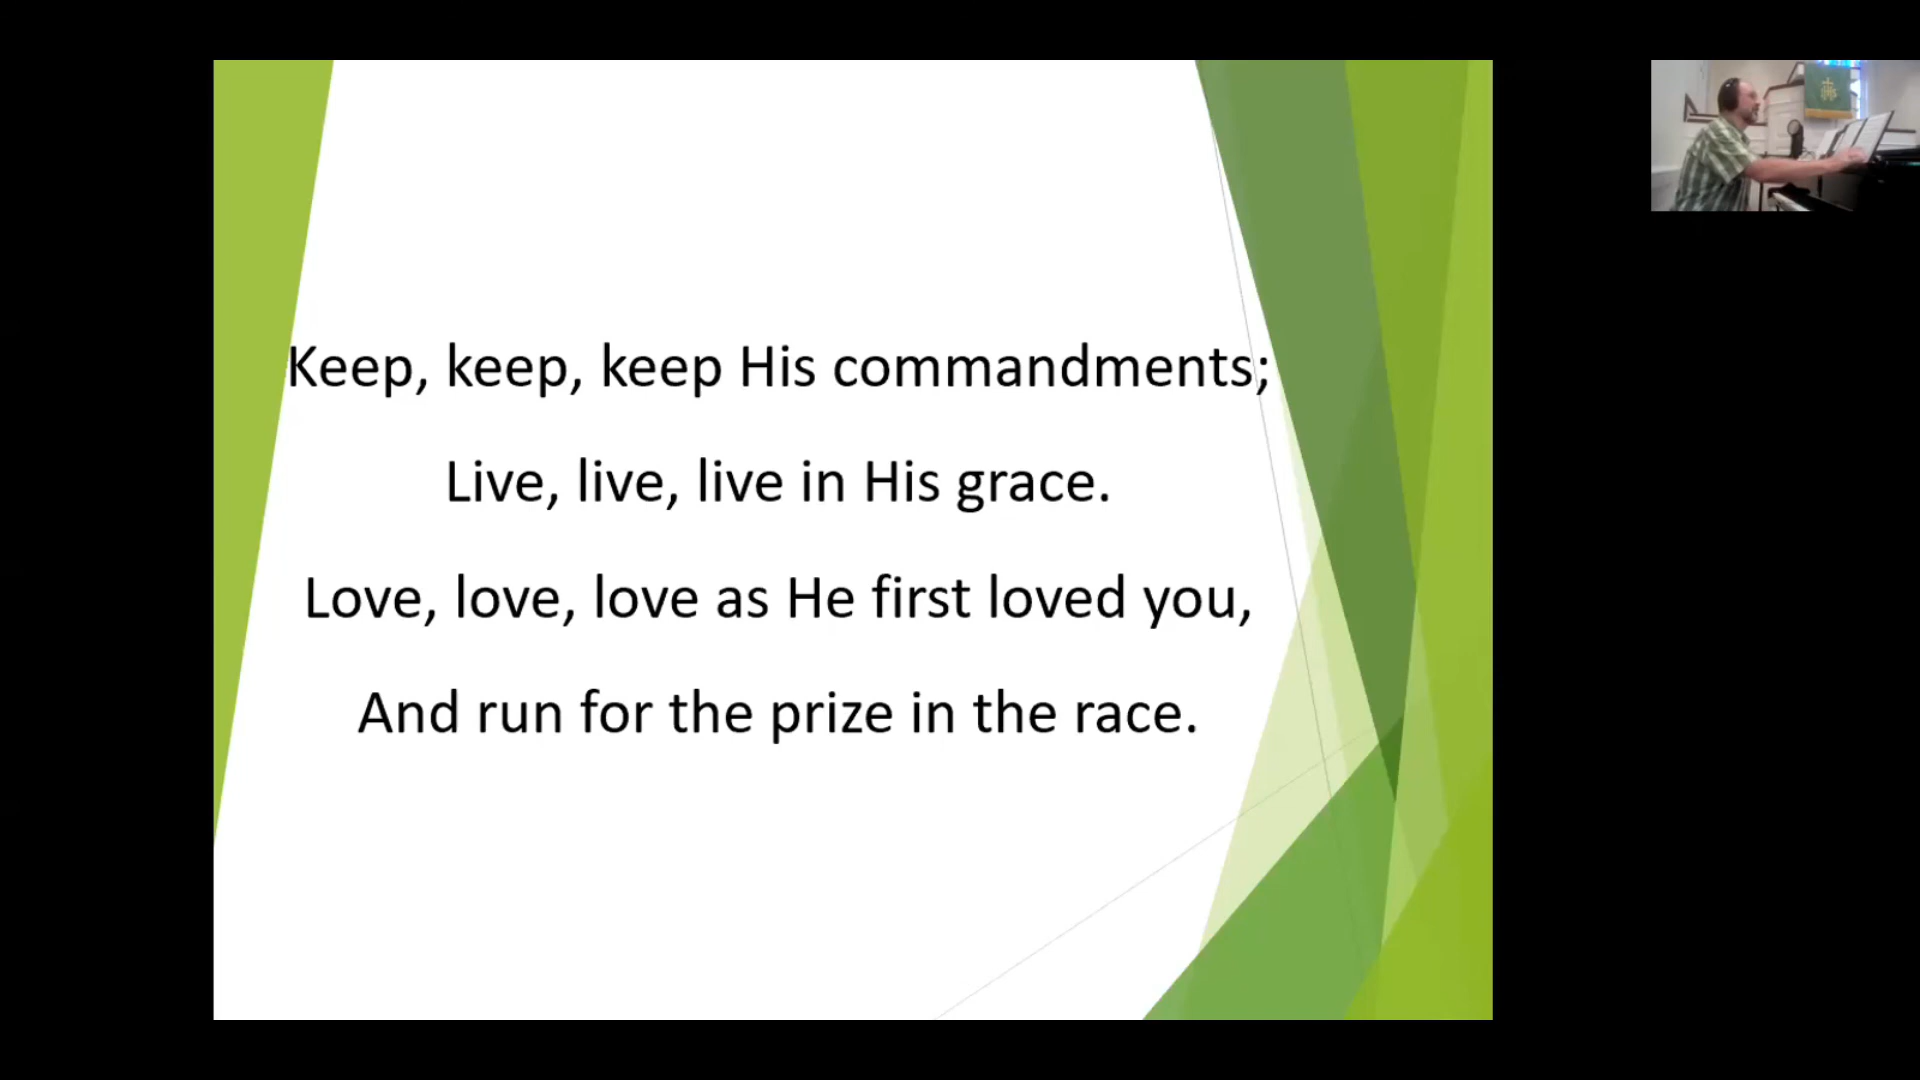 Keep, keep, keep His commandments;
Live, live, live in His grace.
Love, love, love as He first loved you,
And run for the prize in the race.